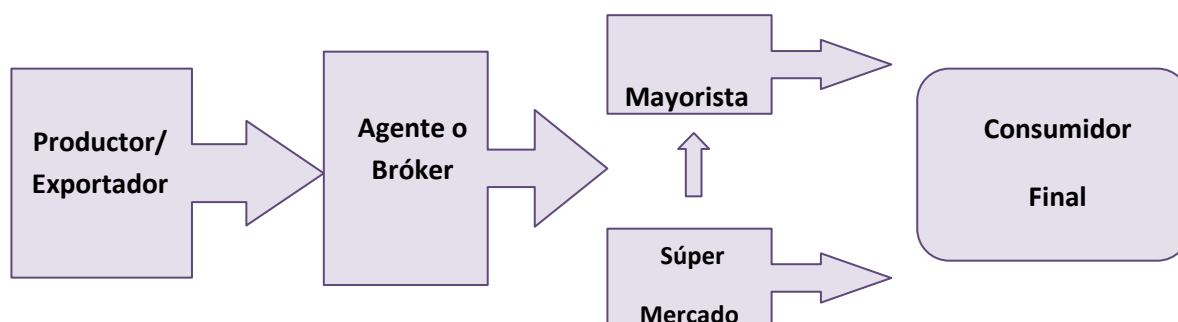 Productor/
Exportador
Agente o
Bróker
Mayorista
Súper
Mercado
Consumidor
Final